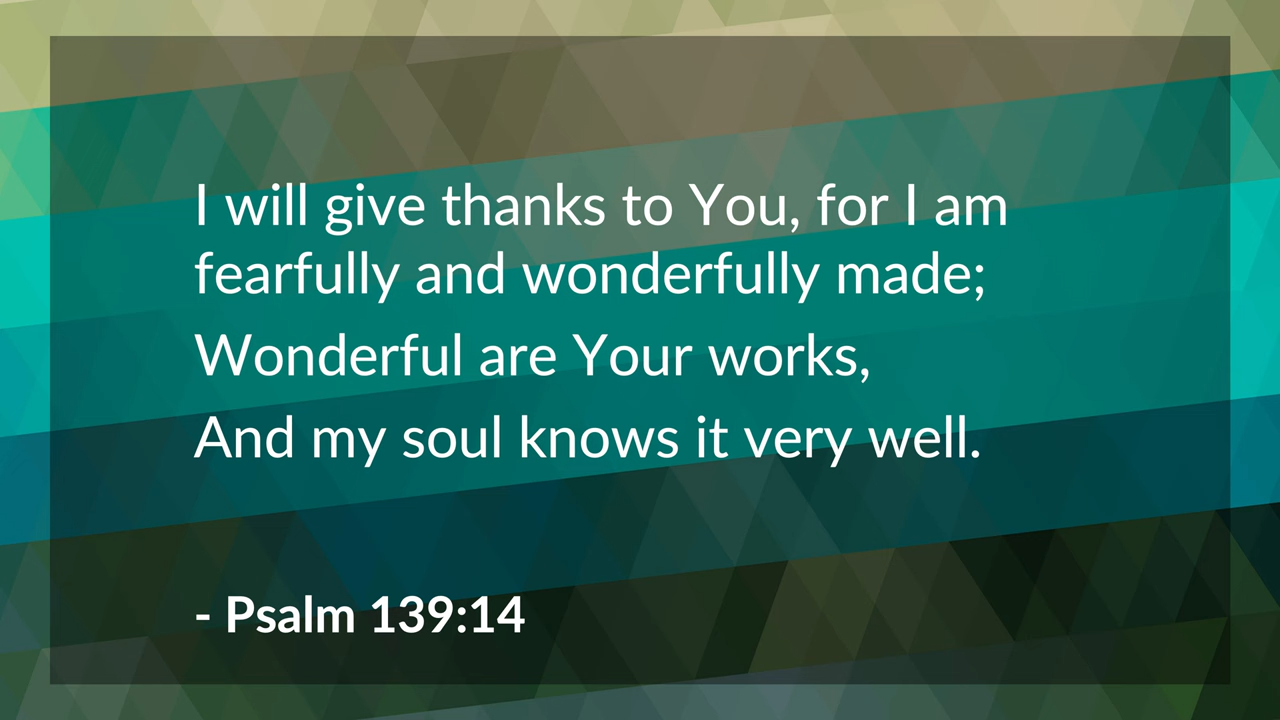 I will give thanks to You, for I am
fearfully and wonderfully made;
Wonderful are Your works,
And my soul knows it very well.
- Psalm 139:14